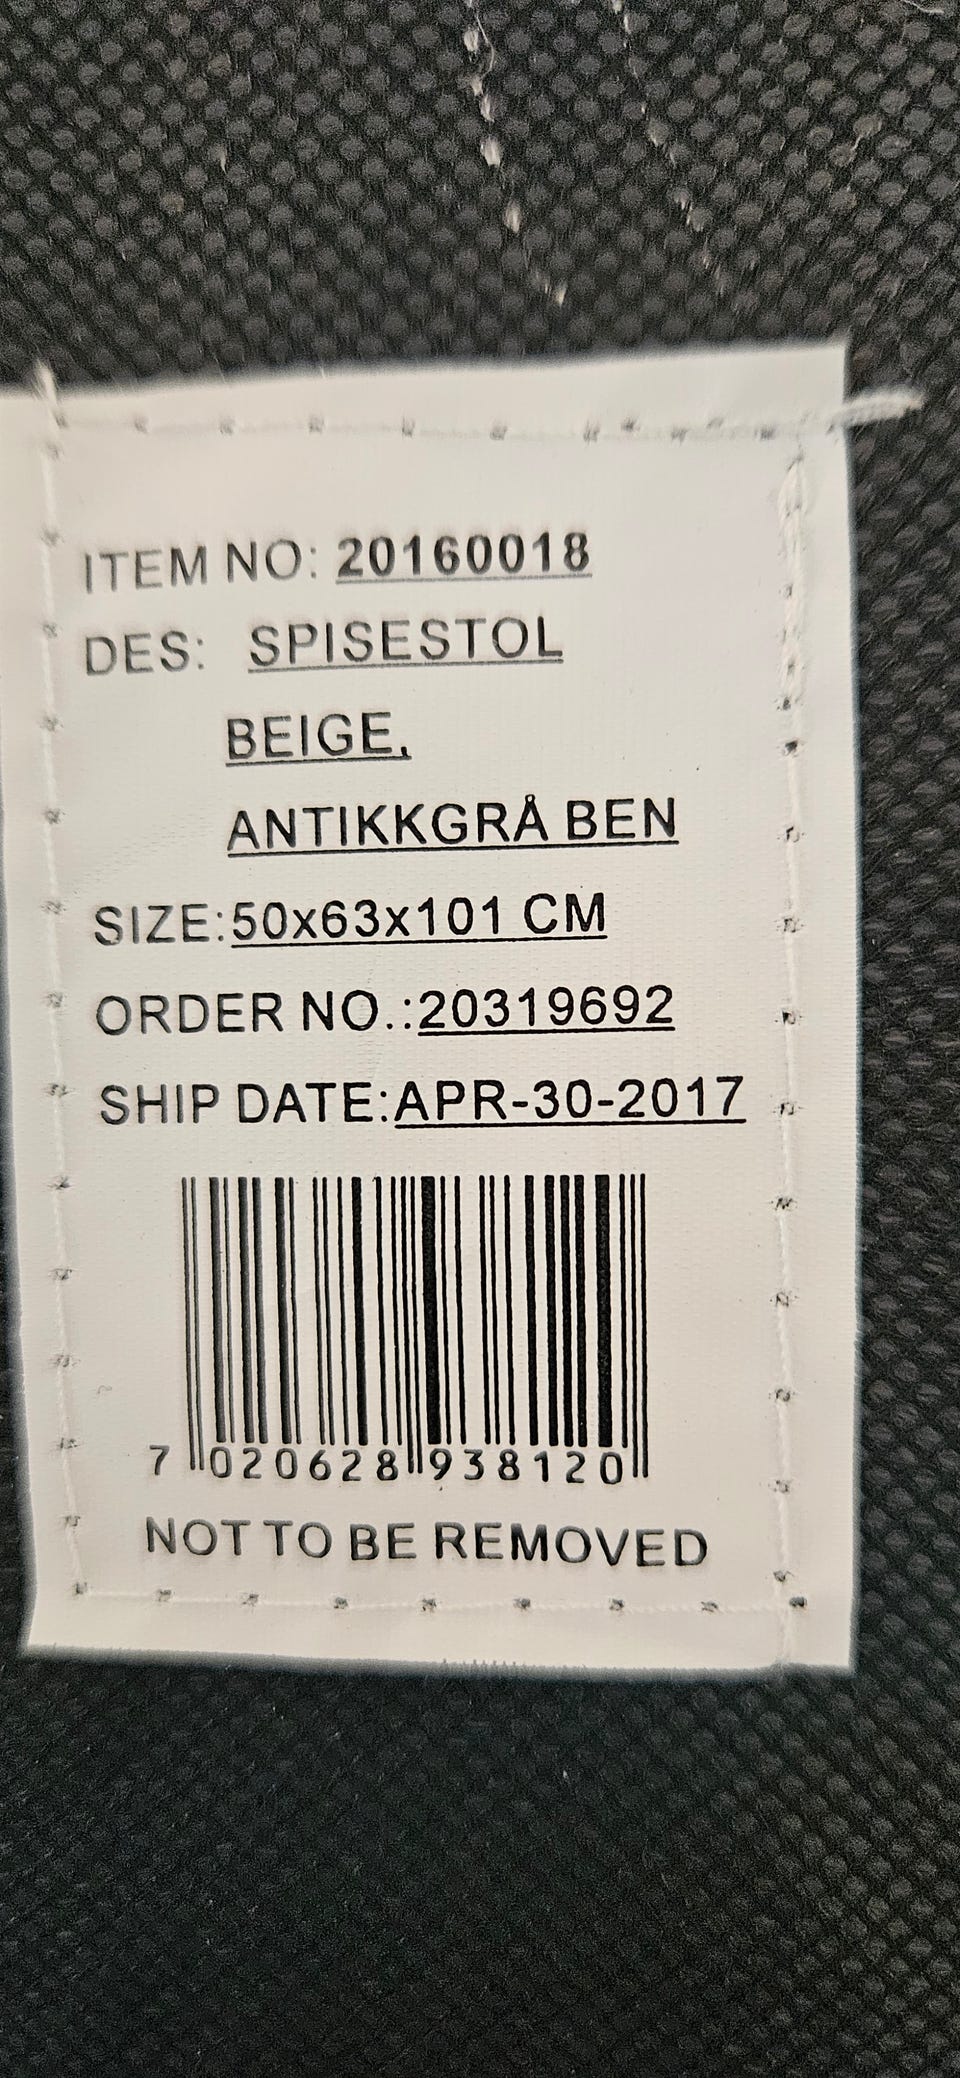 ITEM NO: 20160018
DES: SPISESTOL
BEIGE,
ANTIKKGRÅ BEN
SIZE:50x63x101 CM
ORDER NO.:20319692
SHIP DATE:APR-30-2017
7 020628 938120
NOT TO BE REMOVED